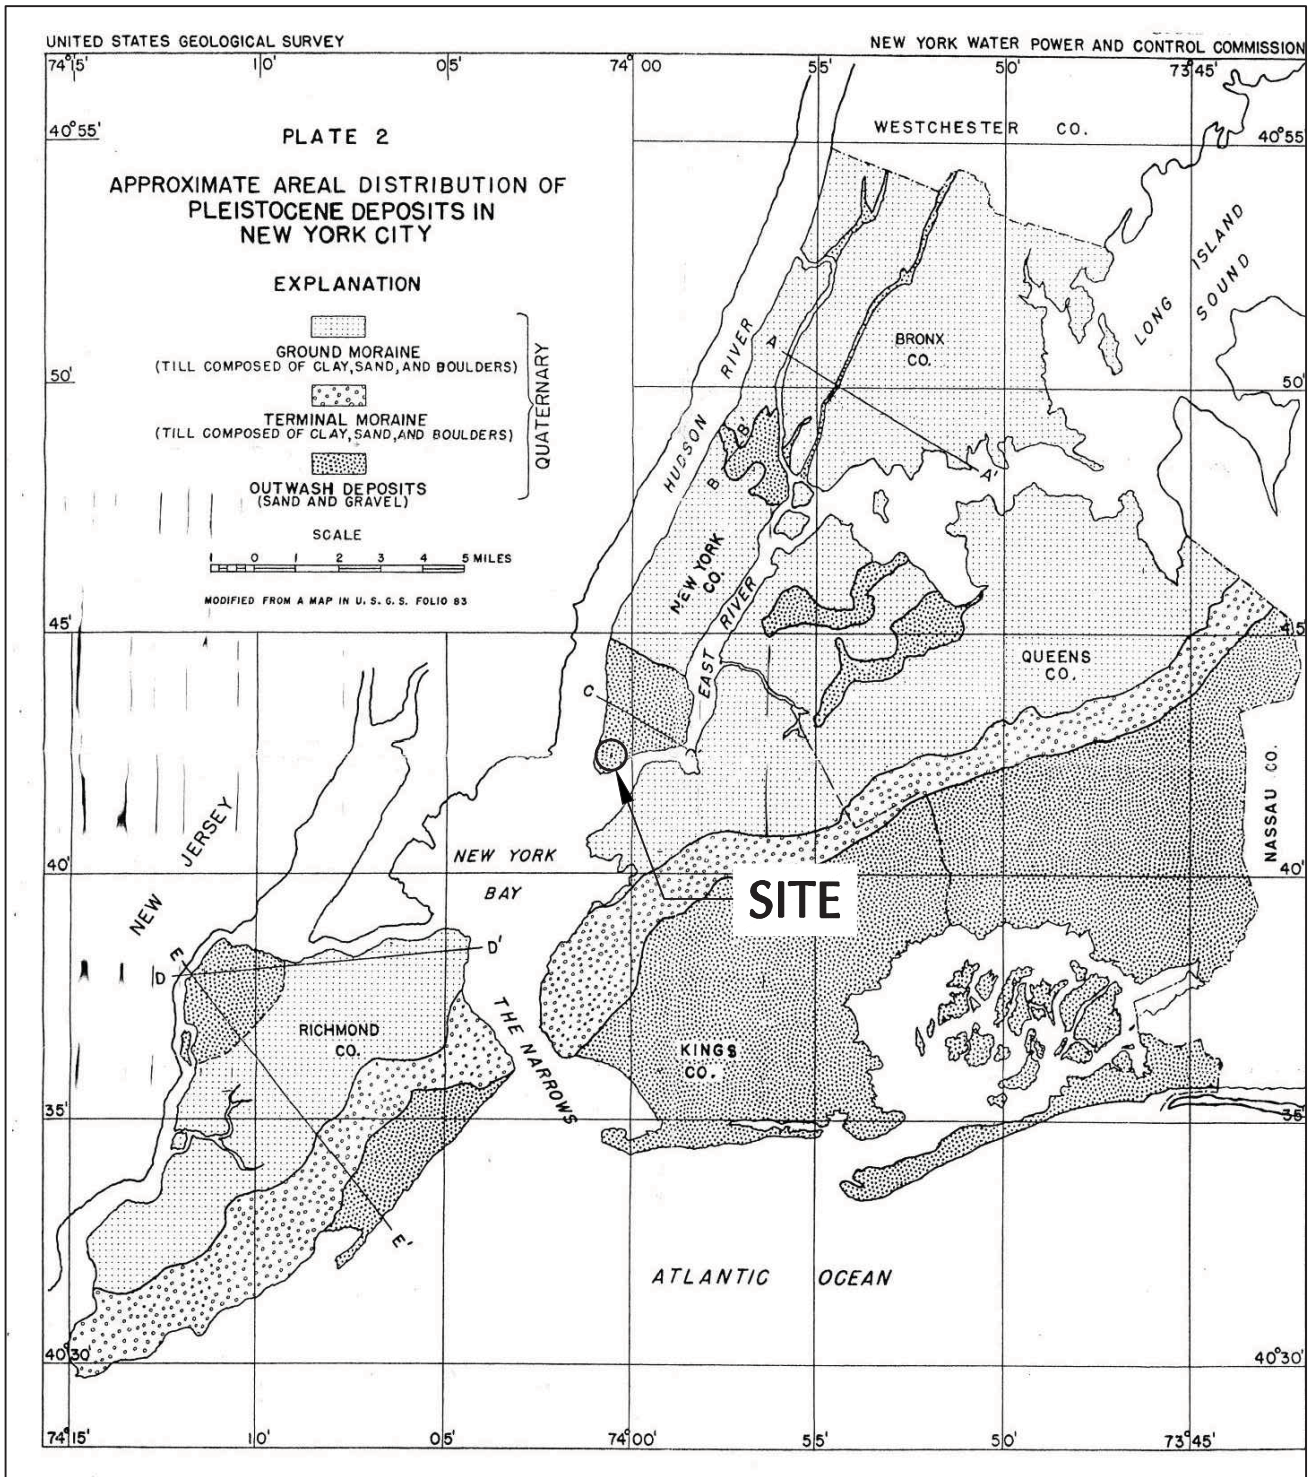 UNITED STATES GEOLOGICAL SURVEY
NEW YORK WATER POWER AND CONTROL COMMISSION
74°15'
10'
05'
74°00
55'
50'
73°45'
40°55'
WESTCHESTER CO.
40°55
PLATE 2
APPROXIMATE AREAL DISTRIBUTION OF
PLEISTOCENE DEPOSITS IN
NEW YORK CITY
EXPLANATION
GROUND MORAINE
(TILL COMPOSED OF CLAY, SAND, AND BOULDERS)
TERMINAL MORAINE
(TILL COMPOSED OF CLAY, SAND, AND BOULDERS)
OUTWASH DEPOSITS
(SAND AND GRAVEL)
QUATERNARY
SCALE
1 0 1 2 3 4 5 MILES
MODIFIED FROM A MAP IN U. S. G. S. FOLIO 83
LONG ISLAND
SOUND
HUDSON RIVER
BRONX
CO.
A
A'
B
B'
50'
50'
NEW YORK
CO.
EAST RIVER
45'
45'
QUEENS
CO.
C
NASSAU CO.
NEW JERSEY
NEW YORK
BAY
40'
40'
SITE
D
D'
E
RICHMOND
CO.
THE NARROWS
KINGS
CO.
35'
35'
E'
ATLANTIC OCEAN
40°30'
40°30'
74°15'
10'
05'
74°00'
55'
50'
73°45'